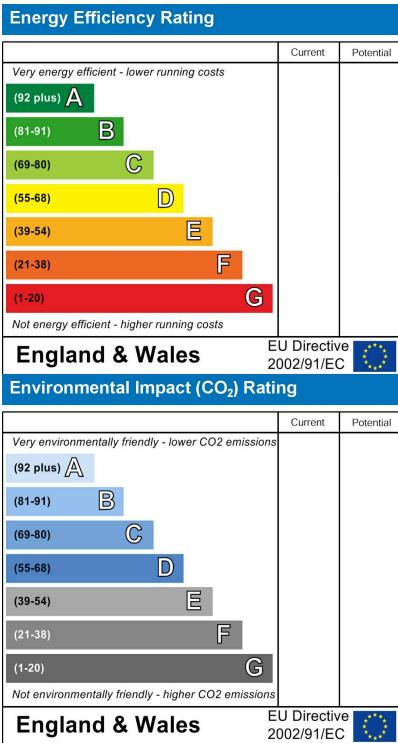 Energy Efficiency Rating
Current Potential
Very energy efficient - lower running costs
(92 plus) A
(81-91) B
(69-80) C
(55-68) D
(39-54) E
(21-38) F
(1-20) G
Not energy efficient - higher running costs
England & Wales EU Directive
2002/91/EC
Environmental Impact (CO₂) Rating
Current Potential
Very environmentally friendly - lower CO2 emissions
(92 plus) A
(81-91) B
(69-80) C
(55-68) D
(39-54) E
(21-38) F
(1-20) G
Not environmentally friendly - higher CO2 emissions
England & Wales EU Directive
2002/91/EC